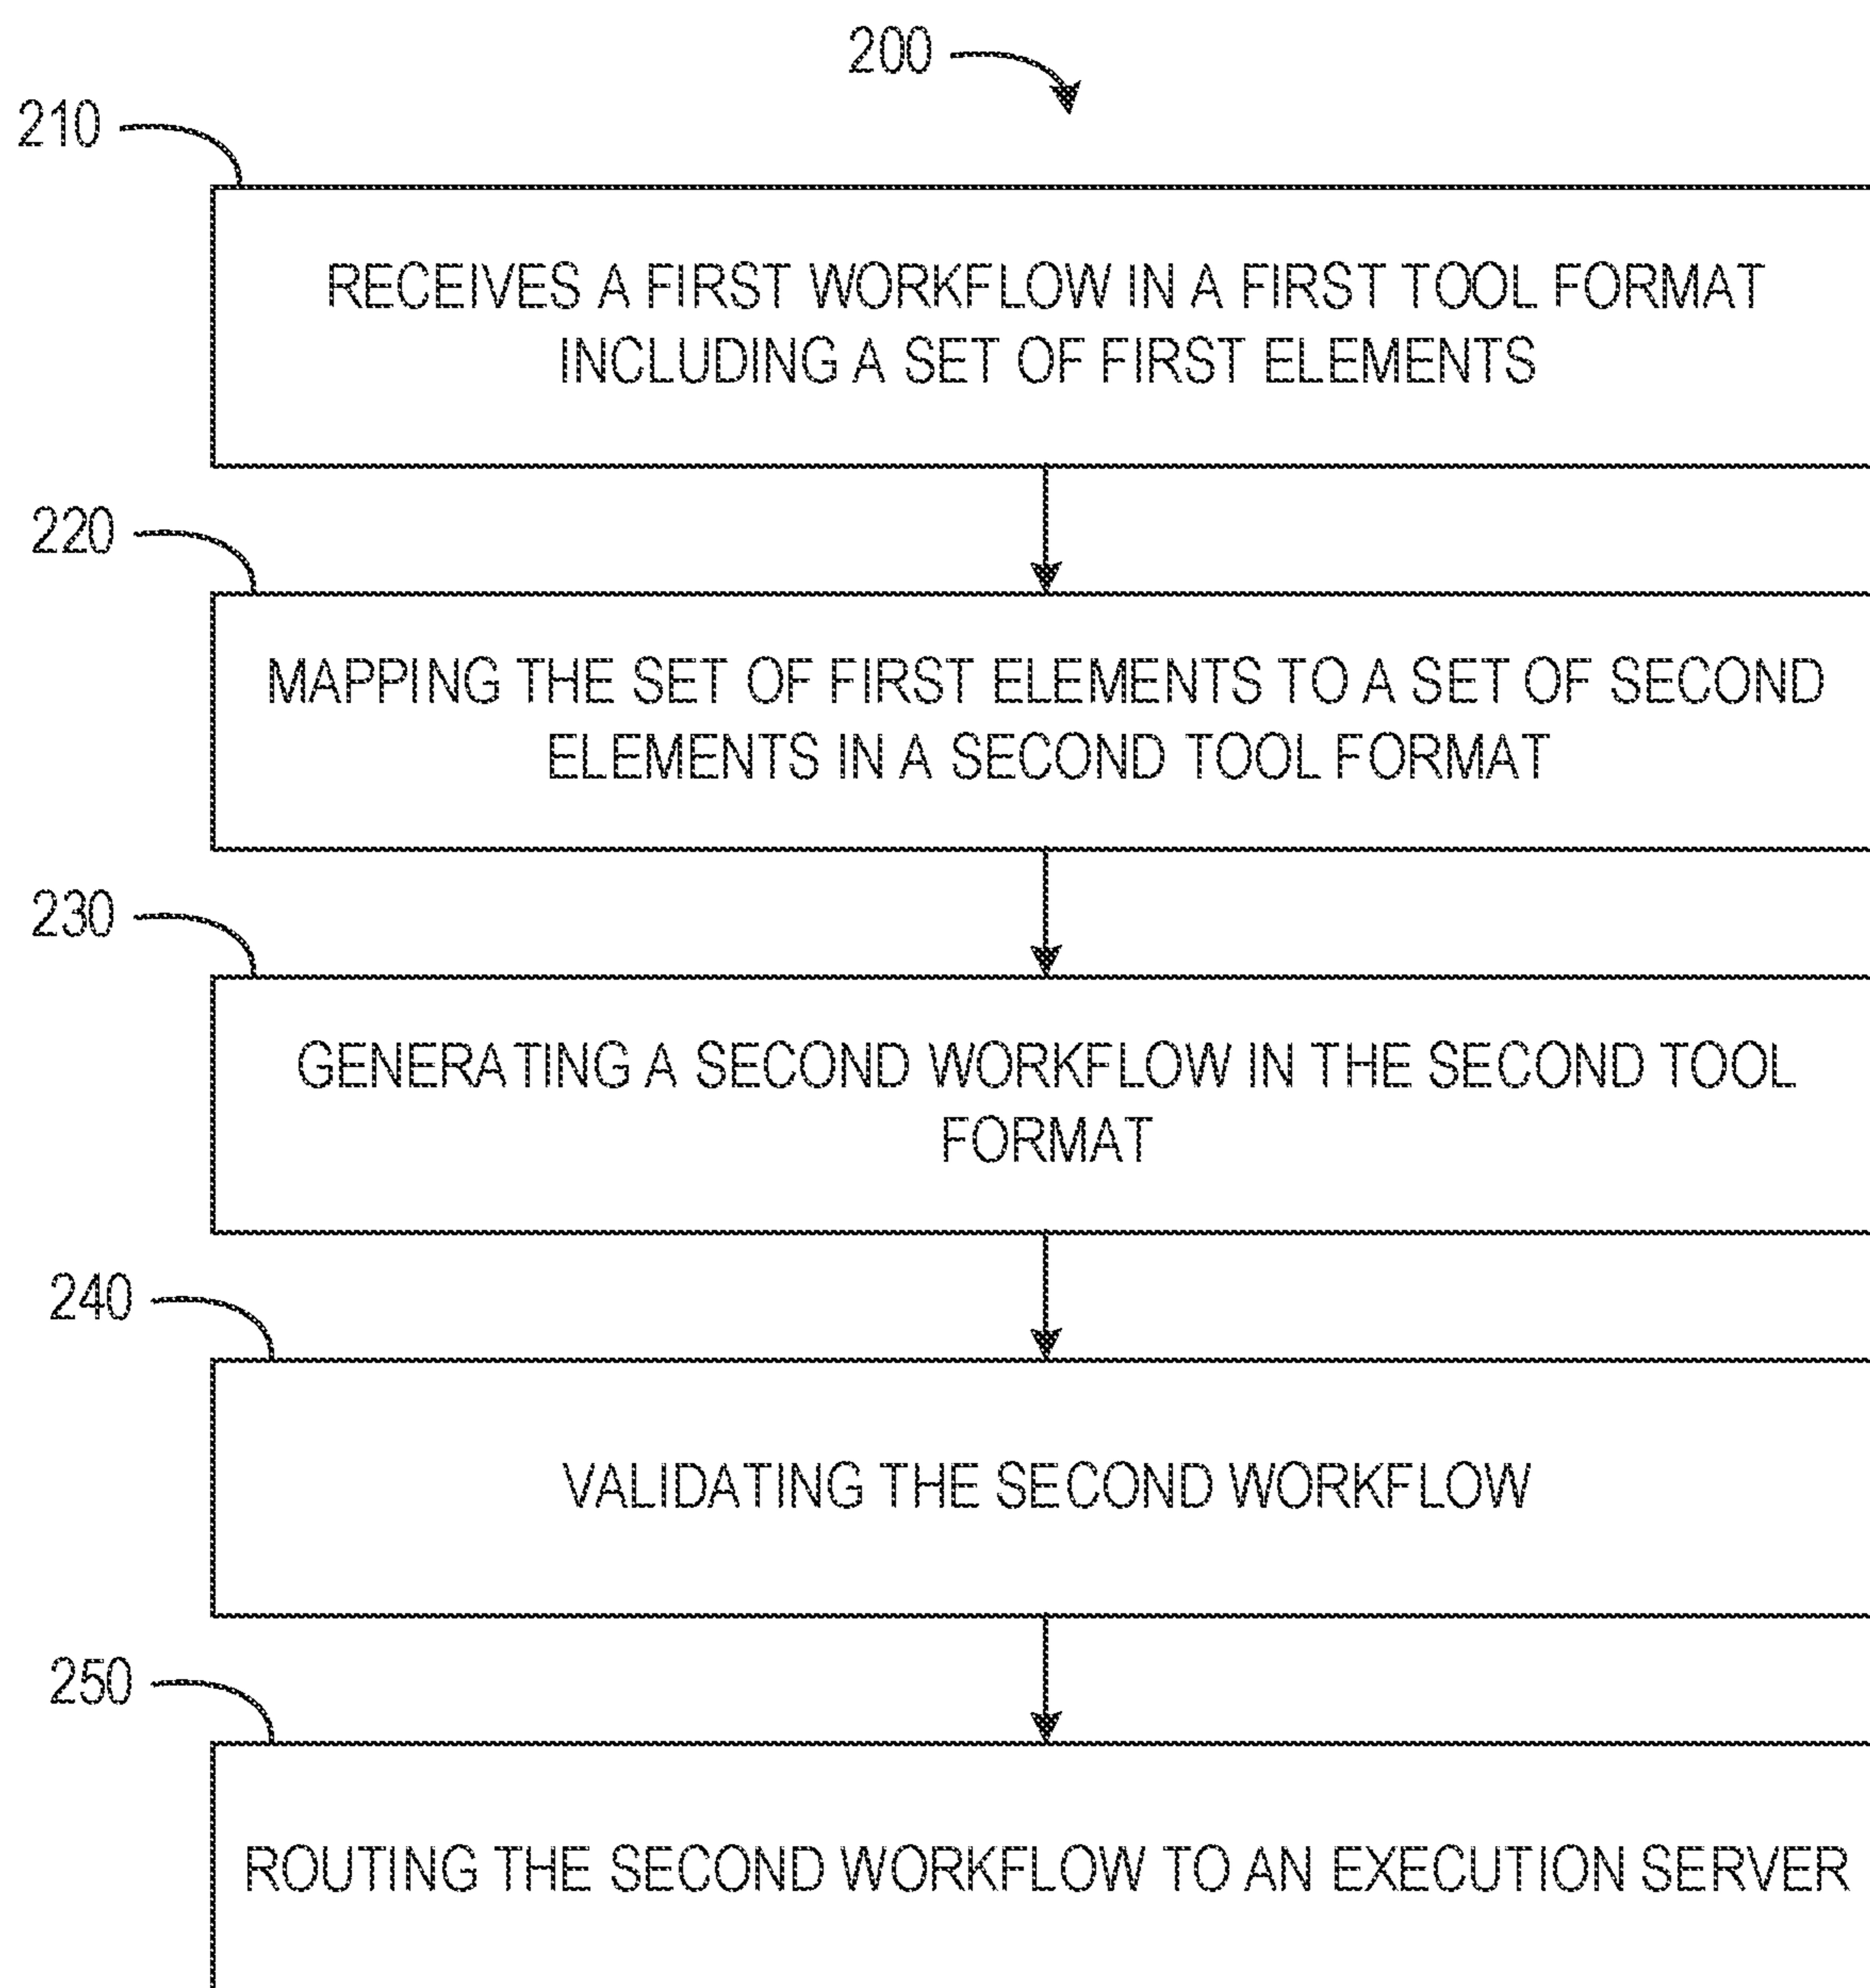 200
210
RECEIVES A FIRST WORKFLOW IN A FIRST TOOL FORMAT
INCLUDING A SET OF FIRST ELEMENTS
220
MAPPING THE SET OF FIRST ELEMENTS TO A SET OF SECOND
ELEMENTS IN A SECOND TOOL FORMAT
230
GENERATING A SECOND WORKFLOW IN THE SECOND TOOL
FORMAT
240
VALIDATING THE SECOND WORKFLOW
250
ROUTING THE SECOND WORKFLOW TO AN EXECUTION SERVER